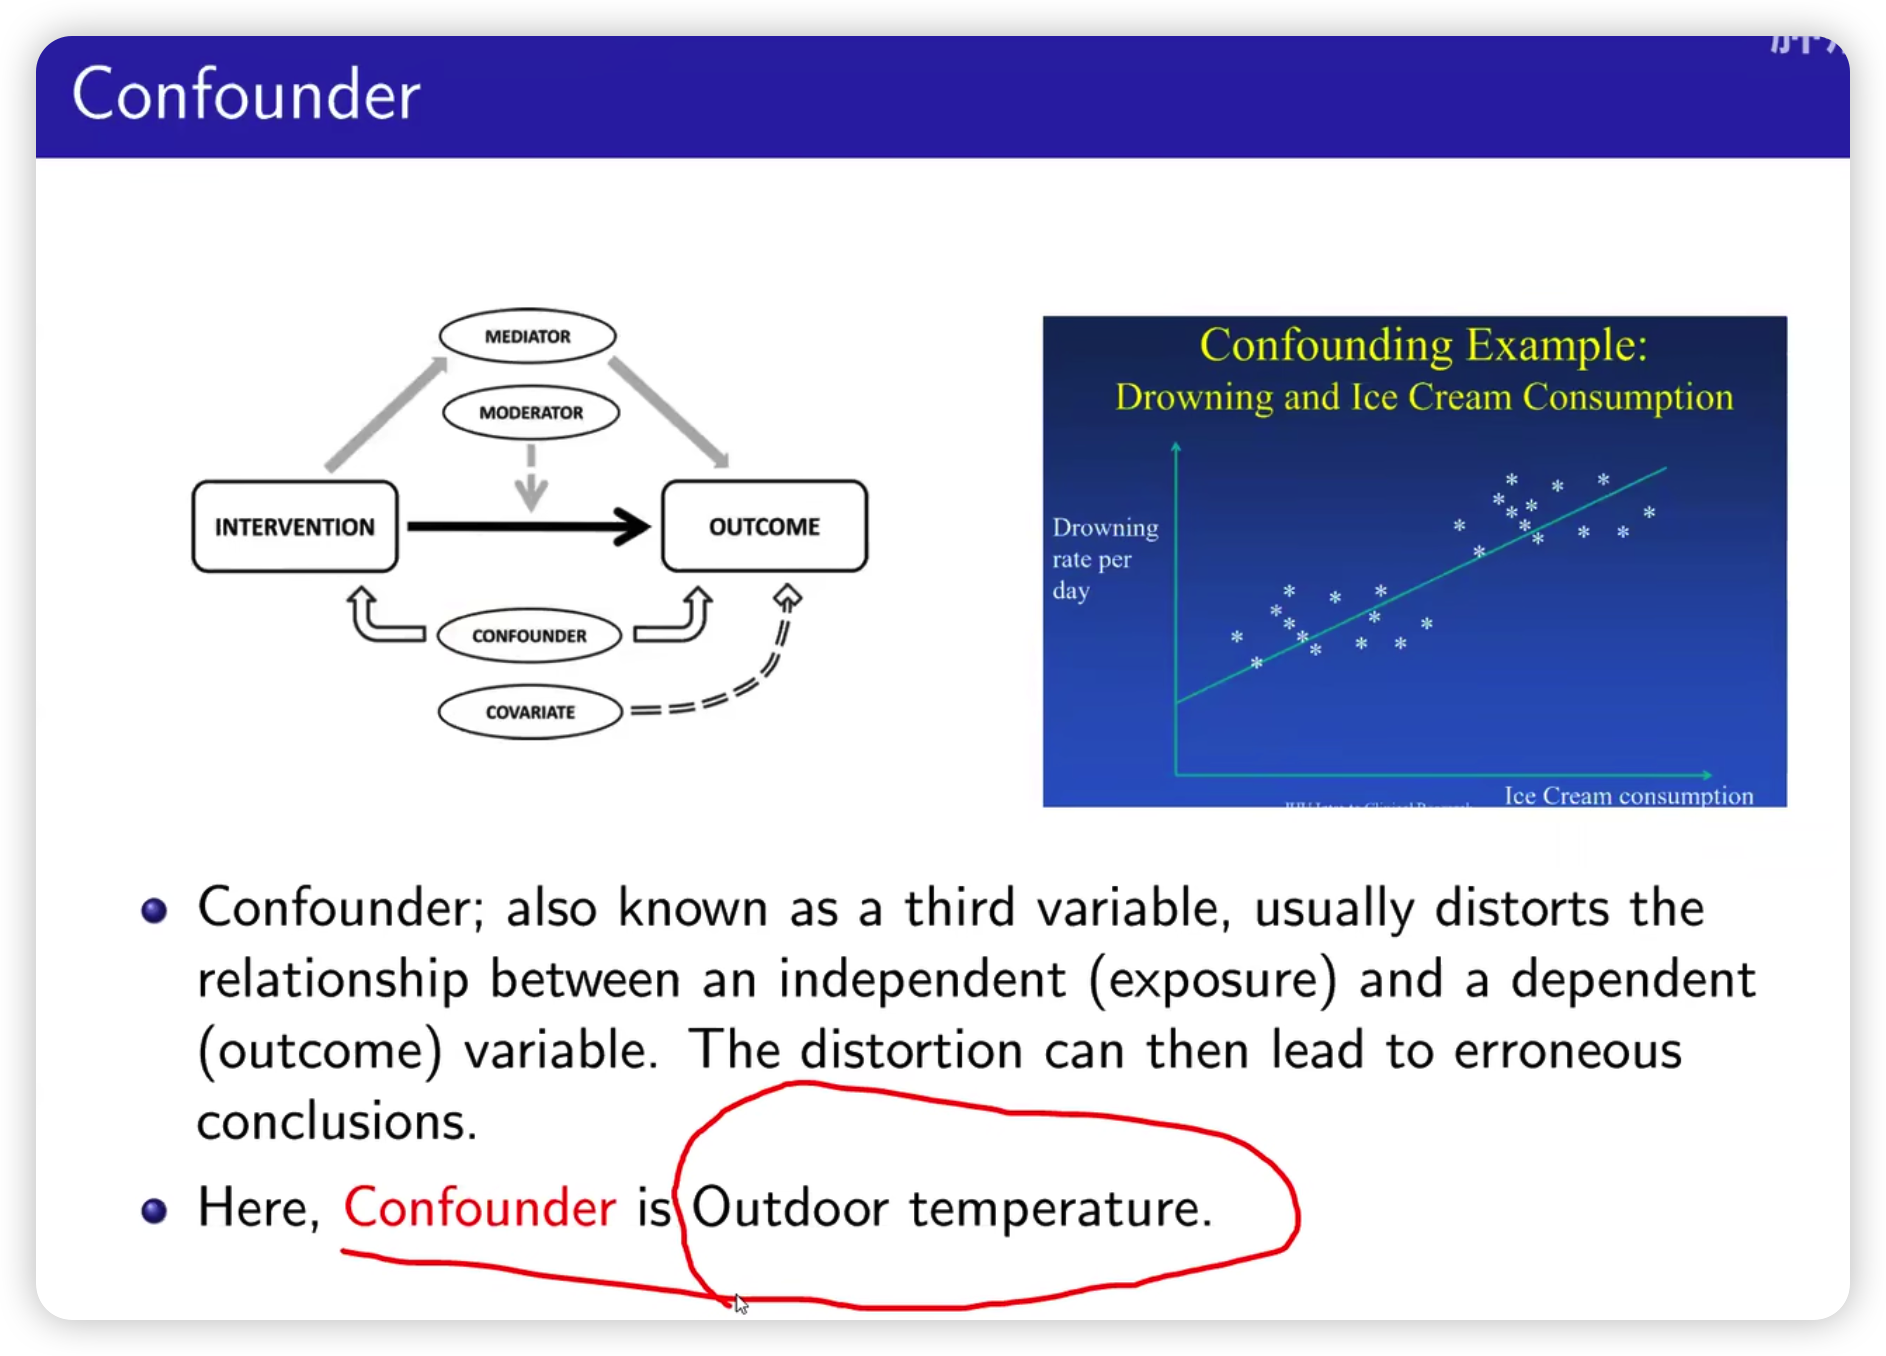 Confounder
MEDIATOR
MODERATOR
INTERVENTION
OUTCOME
CONFOUNDER
COVARIATE
Confounding Example:
Drowning and Ice Cream Consumption
Drowning
rate per
day
Ice Cream consumption
Confounder; also known as a third variable, usually distorts the
relationship between an independent (exposure) and a dependent
(outcome) variable. The distortion can then lead to erroneous
conclusions.
Here, Confounder is Outdoor temperature.